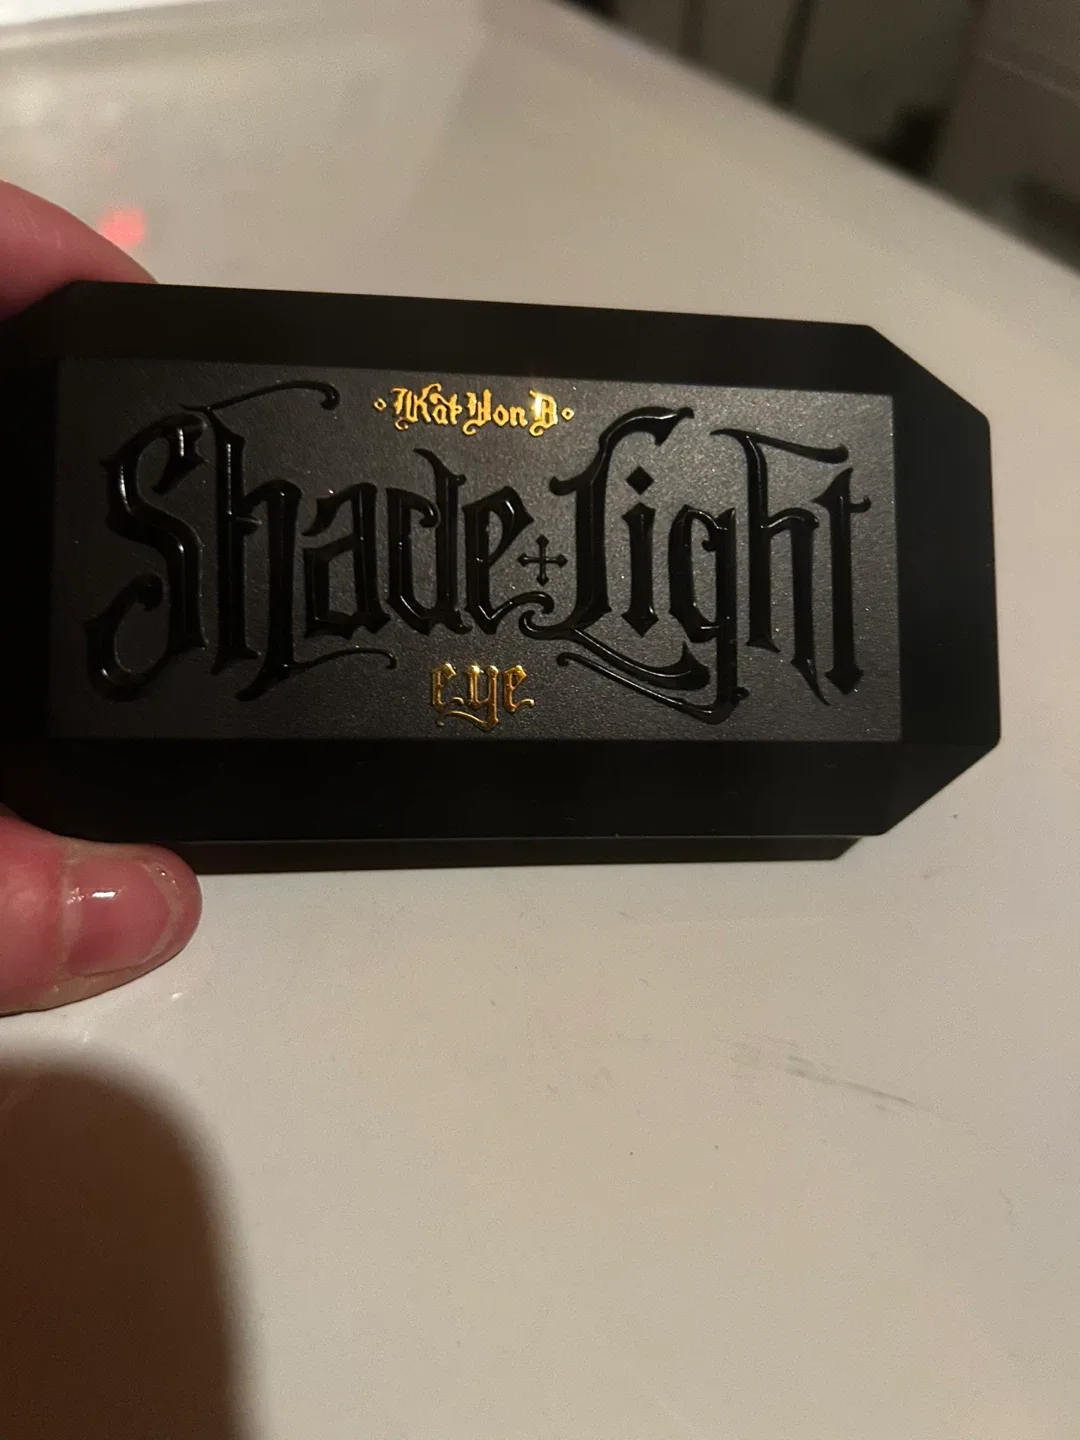 Kat Von D
Shade + Light
eye